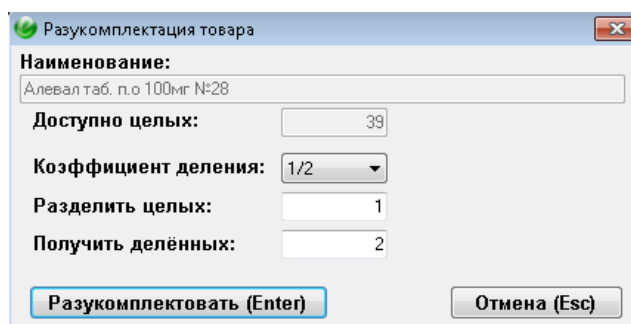 Разукомплектация товара
Наименование:
Алевал таб. п.о 100мг №28
Доступно целых: 39
Коэффициент деления: 1/2
Разделить целых: 1
Получить делённых: 2
Разукомплектовать (Enter) Отмена (Esc)